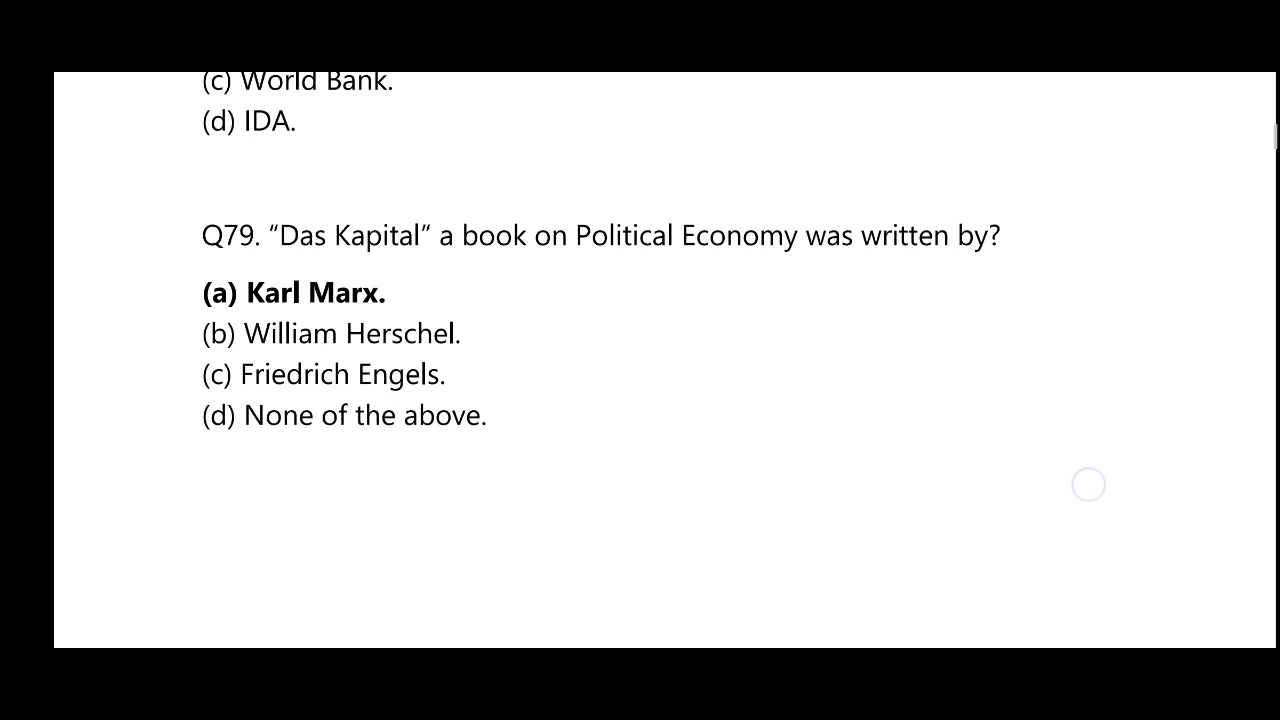 (c) World Bank.
(d) IDA.
Q79. “Das Kapital” a book on Political Economy was written by?
(a) Karl Marx.
(b) William Herschel.
(c) Friedrich Engels.
(d) None of the above.